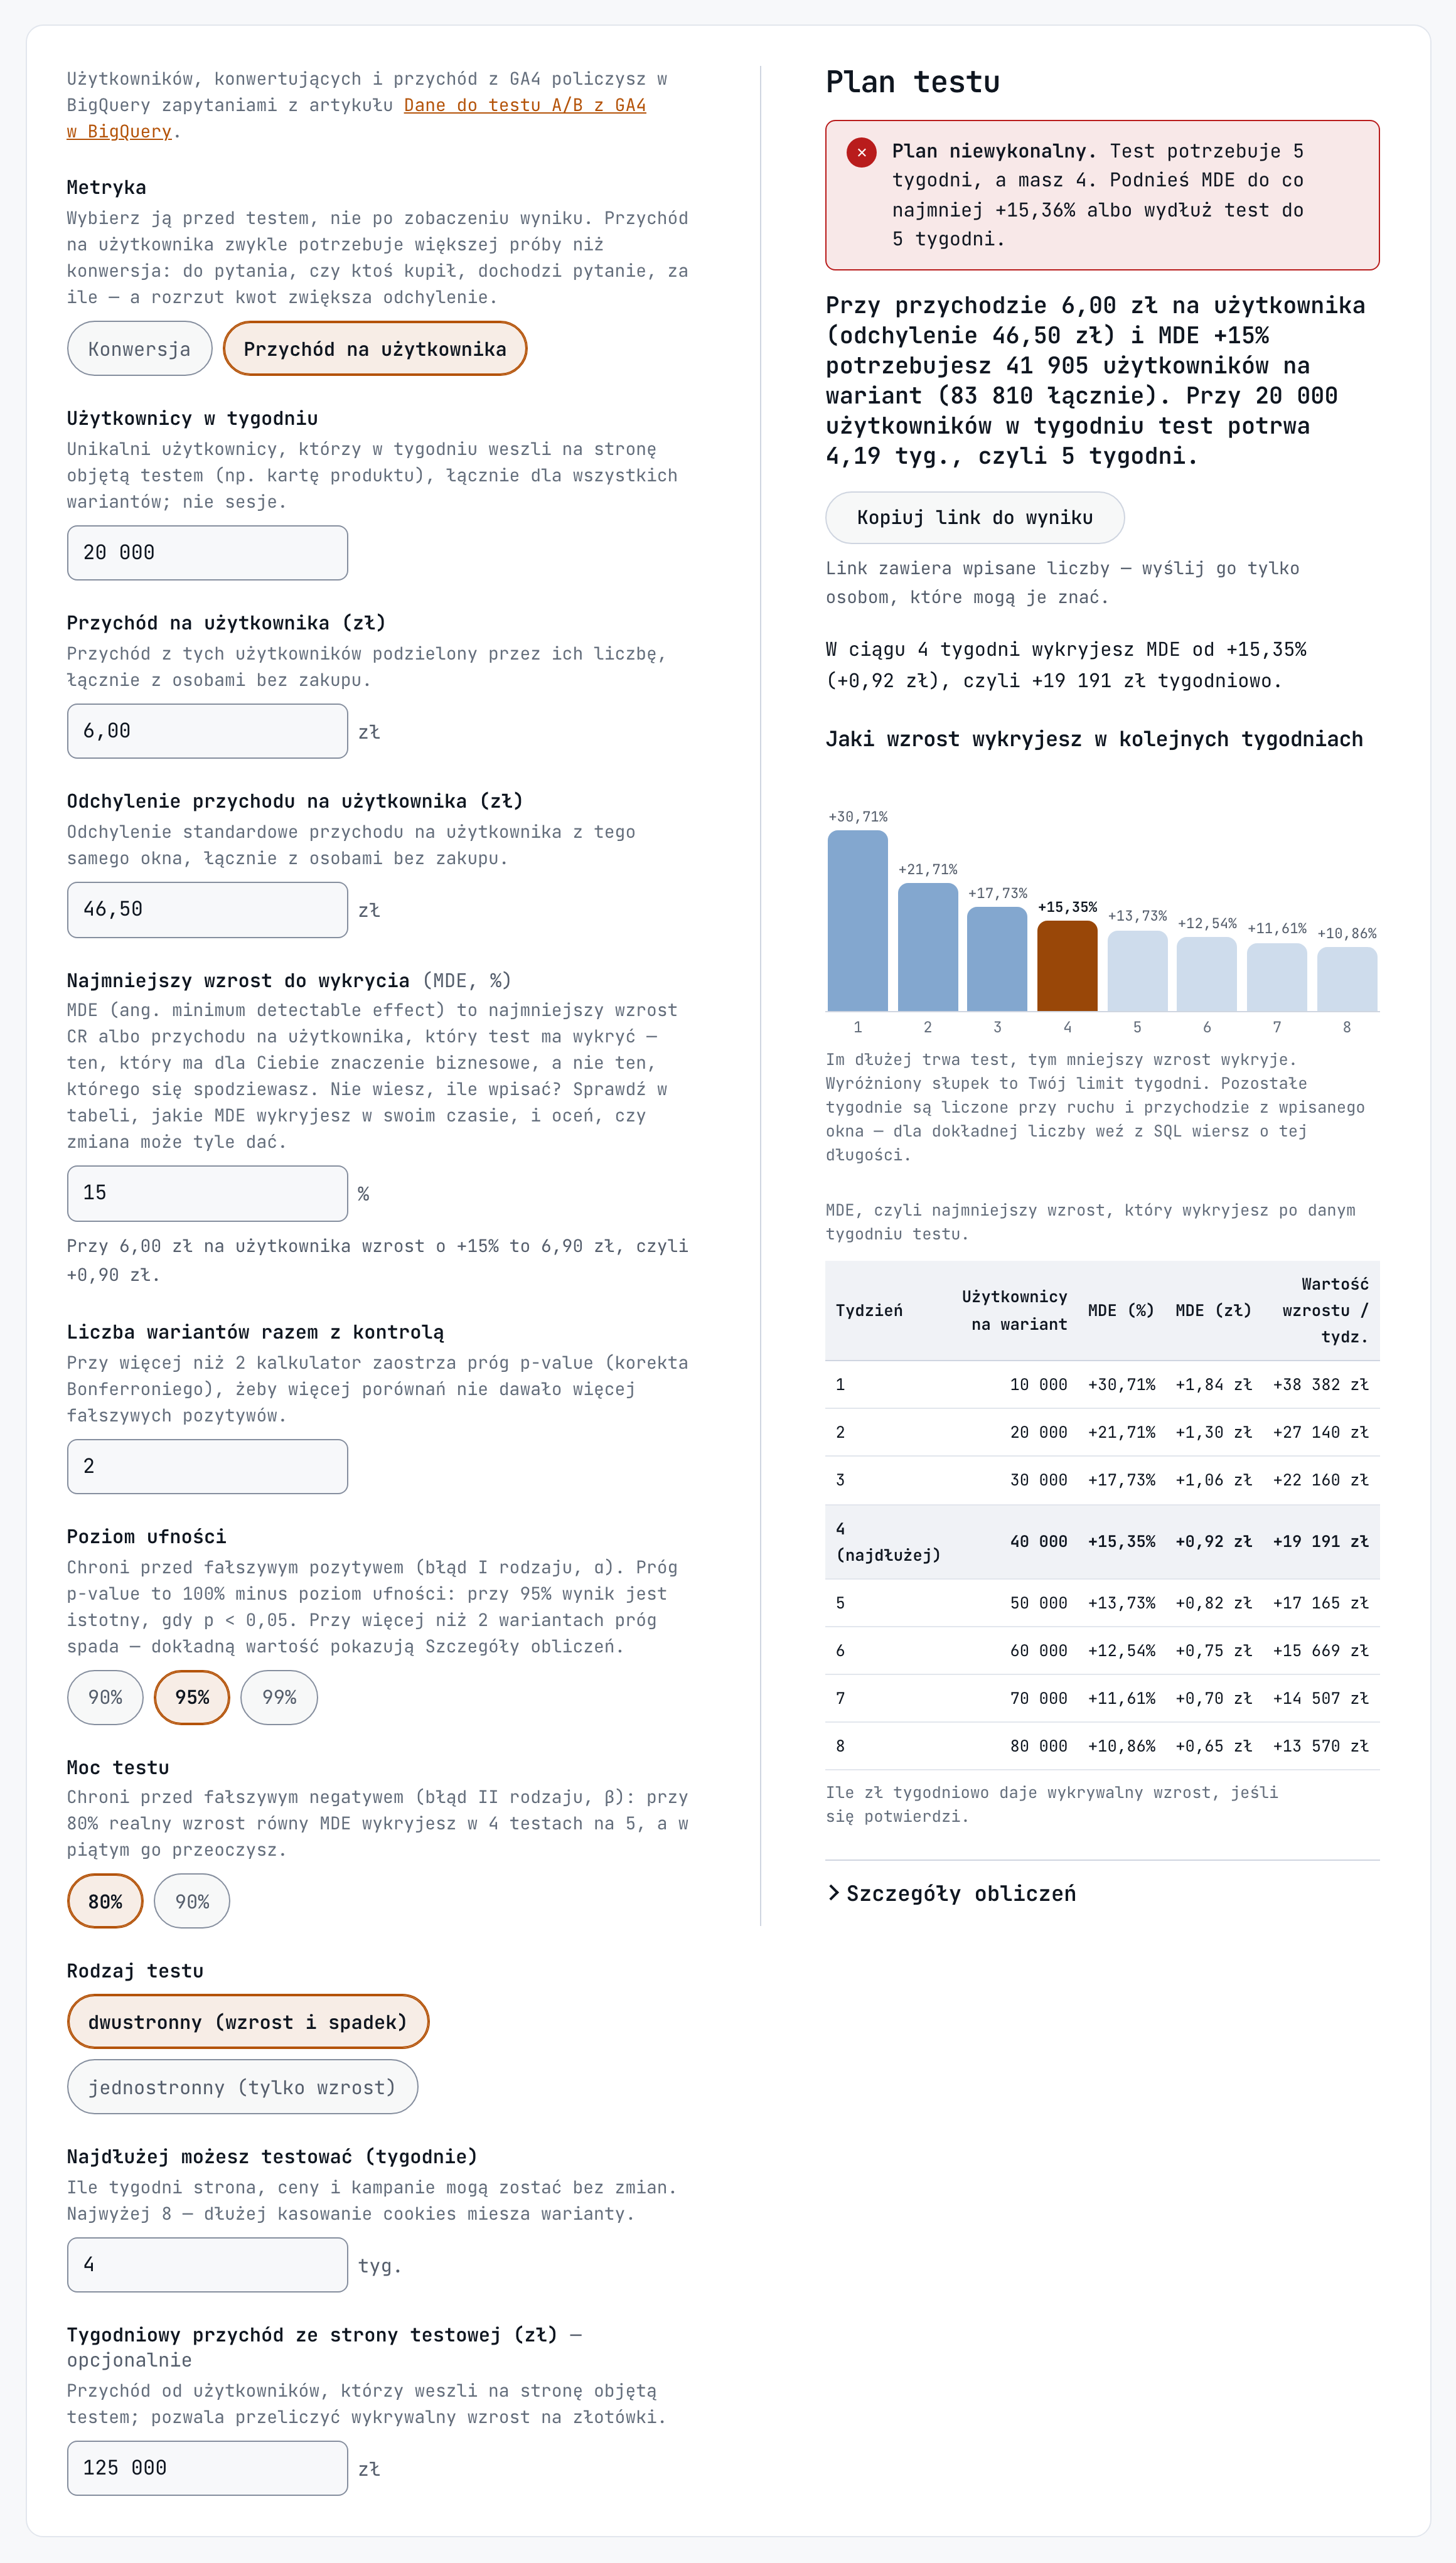 Użytkowników, konwertujących i przychód z GA4 policzysz w
BigQuery zapytaniami z artykułu Dane do testu A/B z GA4
w BigQuery.
Metryka
Wybierz ją przed testem, nie po zobaczeniu wyniku. Przychód
na użytkownika zwykle potrzebuje większej próby niż
konwersja: do pytania, czy ktoś kupił, dochodzi pytanie, za
ile — a rozrzut kwot zwiększa odchylenie.
Konwersja
Przychód na użytkownika
Użytkownicy w tygodniu
Unikalni użytkownicy, którzy w tygodniu weszli na stronę
objętą testem (np. kartę produktu), łącznie dla wszystkich
wariantów; nie sesje.
20 000
Przychód na użytkownika (zł)
Przychód z tych użytkowników podzielony przez ich liczbę,
łącznie z osobami bez zakupu.
6,00 zł
Odchylenie przychodu na użytkownika (zł)
Odchylenie standardowe przychodu na użytkownika z tego
samego okna, łącznie z osobami bez zakupu.
46,50 zł
Najmniejszy wzrost do wykrycia (MDE, %)
MDE (ang. minimum detectable effect) to najmniejszy wzrost
CR albo przychodu na użytkownika, który test ma wykryć —
ten, który ma dla Ciebie znaczenie biznesowe, a nie ten,
którego się spodziewasz. Nie wiesz, ile wpisać? Sprawdź w
tabeli, jakie MDE wykryjesz w swoim czasie, i oceń, czy
zmiana może tyle dać.
15 %
Przy 6,00 zł na użytkownika wzrost o +15% to 6,90 zł, czyli
+0,90 zł.
Liczba wariantów razem z kontrolą
Przy więcej niż 2 kalkulator zaostrza próg p-value (korekta
Bonferroniego), żeby więcej porównań nie dawało więcej
fałszywych pozytywów.
2
Poziom ufności
Chroni przed fałszywym pozytywem (błąd I rodzaju, α). Próg
p-value to 100% minus poziom ufności: przy 95% wynik jest
istotny, gdy p < 0,05. Przy więcej niż 2 wariantach próg
spada — dokładną wartość pokazują Szczegóły obliczeń.
90% 95% 99%
Moc testu
Chroni przed fałszywym negatywem (błąd II rodzaju, β): przy
80% realny wzrost równy MDE wykryjesz w 4 testach na 5, a w
piątym go przeoczysz.
80% 90%
Rodzaj testu
dwustronny (wzrost i spadek)
jednostronny (tylko wzrost)
Najdłużej możesz testować (tygodnie)
Ile tygodni strona, ceny i kampanie mogą zostać bez zmian.
Najwyżej 8 — dłużej kasowanie cookies miesza warianty.
4 tyg.
Tygodniowy przychód ze strony testowej (zł) —
opcjonalnie
Przychód od użytkowników, którzy weszli na stronę objętą
testem; pozwala przeliczyć wykrywalny wzrost na złotówki.
125 000 zł
Plan testu
Plan niewykonalny. Test potrzebuje 5
tygodni, a masz 4. Podnieś MDE do co
najmniej +15,36% albo wydłuż test do
5 tygodni.
Przy przychodzie 6,00 zł na użytkownika
(odchylenie 46,50 zł) i MDE +15%
potrzebujesz 41 905 użytkowników na
wariant (83 810 łącznie). Przy 20 000
użytkowników w tygodniu test potrwa
4,19 tyg., czyli 5 tygodni.
Kopiuj link do wyniku
Link zawiera wpisane liczby — wyślij go tylko
osobom, które mogą je znać.
W ciągu 4 tygodni wykryjesz MDE od +15,35%
(+0,92 zł), czyli +19 191 zł tygodniowo.
Jaki wzrost wykryjesz w kolejnych tygodniach
+30,71% +21,71% +17,73% +15,35% +13,73% +12,54% +11,61% +10,86%
1 2 3 4 5 6 7 8
Im dłużej trwa test, tym mniejszy wzrost wykryje.
Wyróżniony słupek to Twój limit tygodni. Pozostałe
tygodnie są liczone przy ruchu i przychodzie z wpisanego
okna — dla dokładnej liczby weź z SQL wiersz o tej
długości.
MDE, czyli najmniejszy wzrost, który wykryjesz po danym
tygodniu testu.
Tydzień Użytkownicy na wariant MDE (%) MDE (zł) Wartość wzrostu / tydz.
1 10 000 +30,71% +1,84 zł +38 382 zł
2 20 000 +21,71% +1,30 zł +27 140 zł
3 30 000 +17,73% +1,06 zł +22 160 zł
4 (najdłużej) 40 000 +15,35% +0,92 zł +19 191 zł
5 50 000 +13,73% +0,82 zł +17 165 zł
6 60 000 +12,54% +0,75 zł +15 669 zł
7 70 000 +11,61% +0,70 zł +14 507 zł
8 80 000 +10,86% +0,65 zł +13 570 zł
Ile zł tygodniowo daje wykrywalny wzrost, jeśli
się potwierdzi.
Szczegóły obliczeń